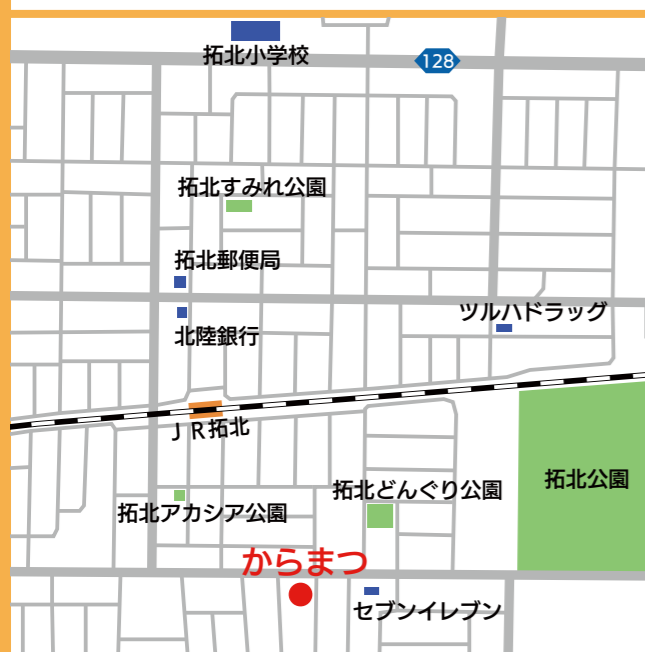 拓北小学校
128
拓北すみれ公園
拓北郵便局
ツルハドラッグ
北陸銀行
JR拓北
拓北公園
拓北どんぐり公園
拓北アカシア公園
からまつ
セブンイレブン